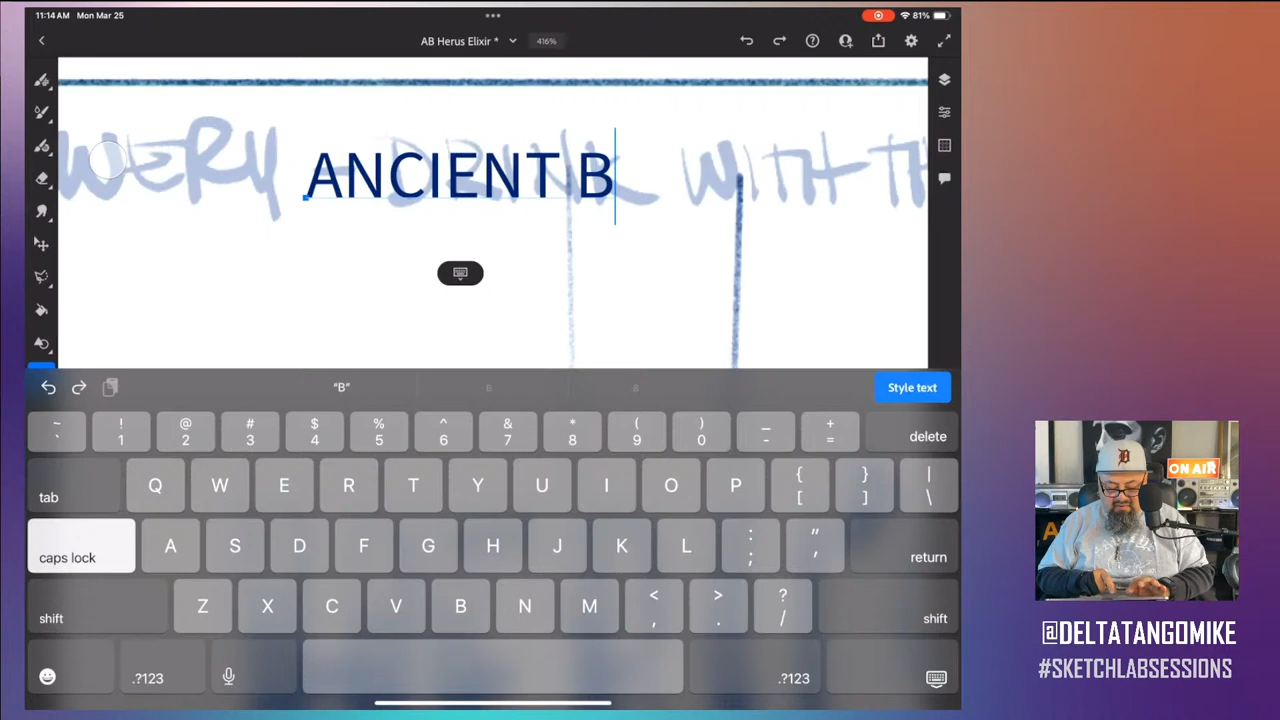 11:14 AM Mon Mar 25
81%
AB Herus Elixir *
416%
WERY - DRINK WITH TH
ANCIENT B
"B"
B
B
Style text
~ ! @ # $ % ^ & * ( ) _ +
` 1 2 3 4 5 6 7 8 9 0 - = delete
tab Q W E R T Y U I O P { [ } ] | \
caps lock A S D F G H J K L : ; " ' return
shift Z X C V B N M < , > . ? / shift
.?123 .?123
ON AIR
@DELTATANGOMIKE
#SKETCHLABSESSIONS